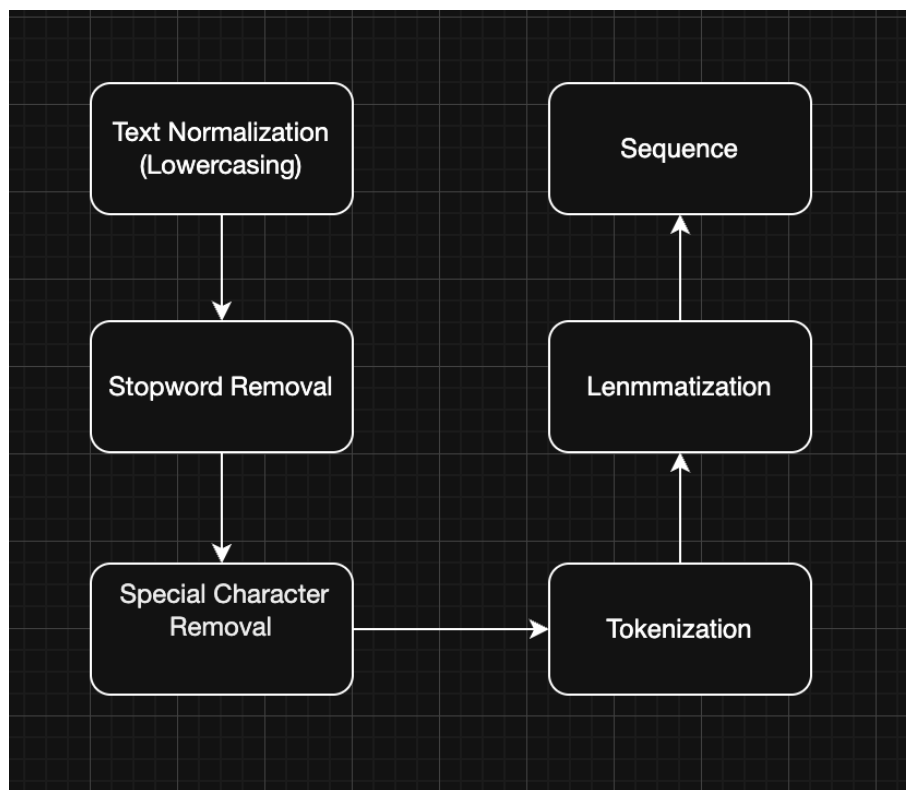 Text Normalization
(Lowercasing)
Stopword Removal
Special Character
Removal
Tokenization
Lenmmatization
Sequence